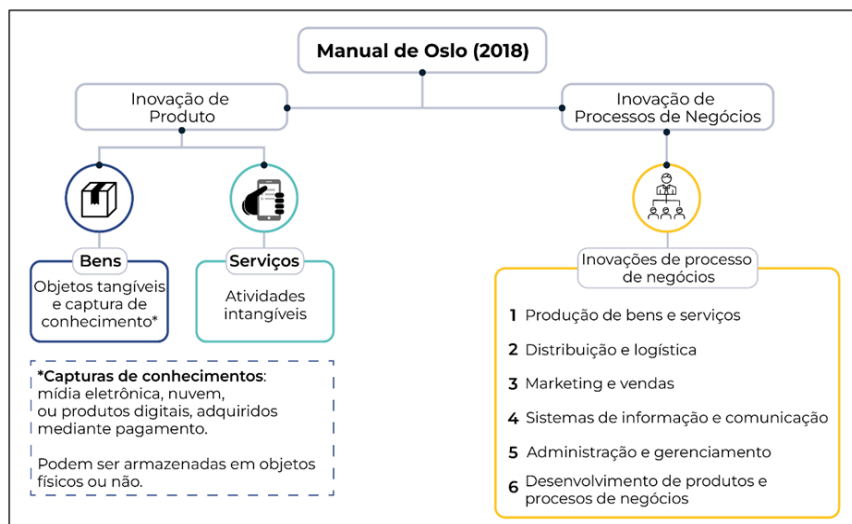 Manual de Oslo (2018)
Inovação de
Produto
Inovação de
Processos de Negócios
Bens
Objetos tangíveis
e captura de
conhecimento*
Serviços
Atividades
intangíveis
*Capturas de conhecimentos:
mídia eletrônica, nuvem,
ou produtos digitais, adquiridos
mediante pagamento.
Podem ser armazenadas em objetos
físicos ou não.
Inovações de processo
de negócios
1 Produção de bens e serviços
2 Distribuição e logística
3 Marketing e vendas
4 Sistemas de informação e comunicação
5 Administração e gerenciamento
6 Desenvolvimento de produtos e
procesos de negócios